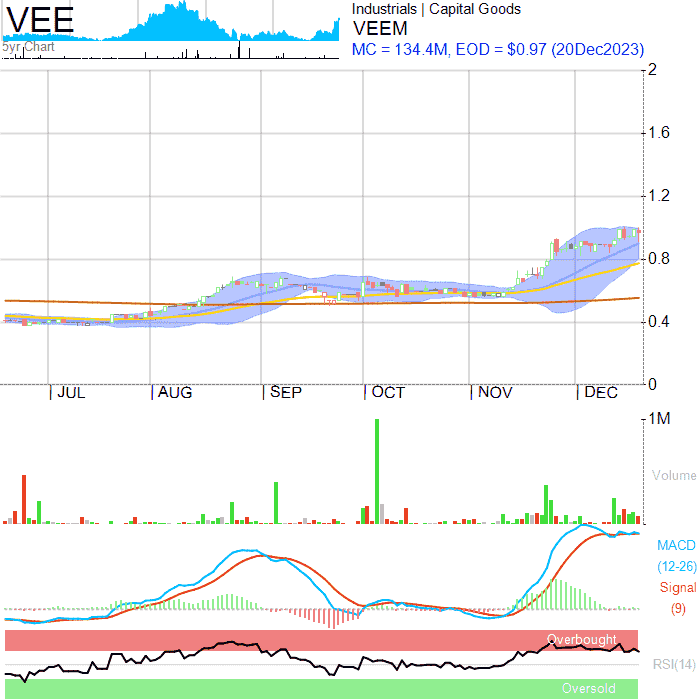 VEE
5yr Chart
Industrials | Capital Goods
VEEM
MC = 134.4M, EOD = $0.97 (20Dec2023)
2
1.6
1.2
0.8
0.4
0
JUL AUG SEP OCT NOV DEC
1M
Volume
MACD
(12-26)
Signal
(9)
Overbought
RSI(14)
Oversold